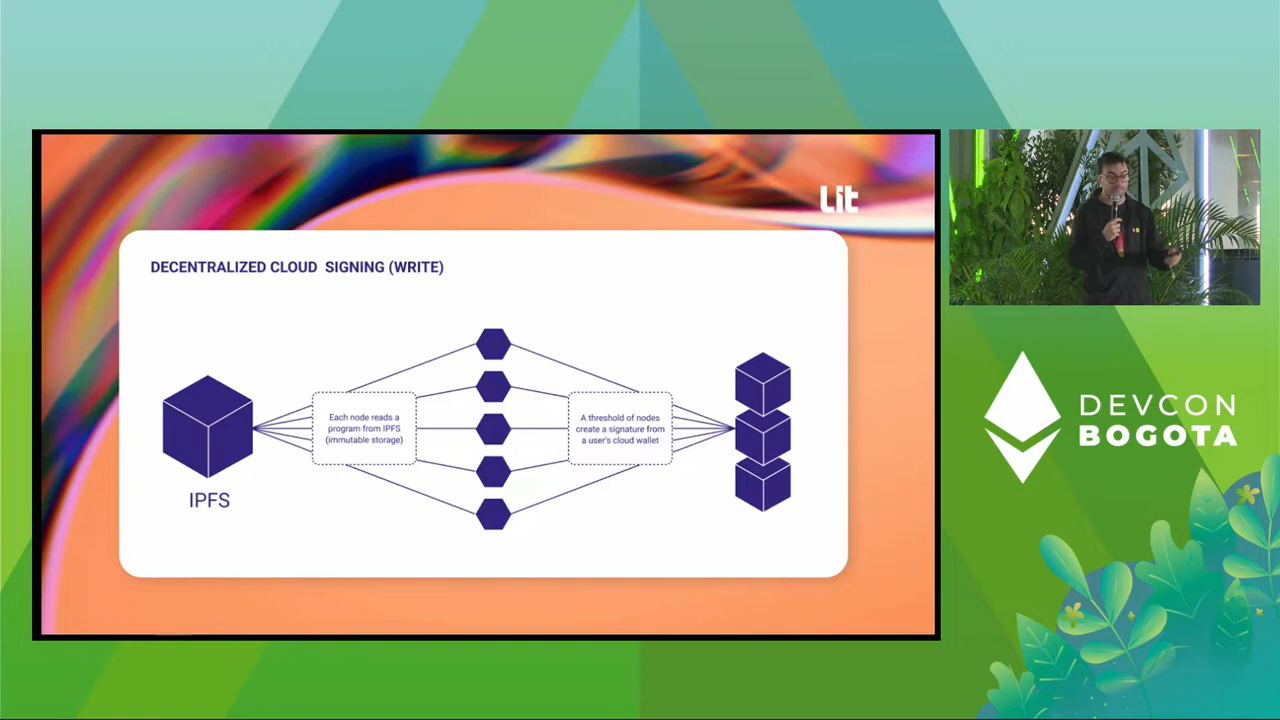 Lit
DECENTRALIZED CLOUD SIGNING (WRITE)
Each node reads a
program from IPFS
(immutable storage)
A threshold of nodes
create a signature from
a user's cloud wallet
IPFS
DEVCON
BOGOTA